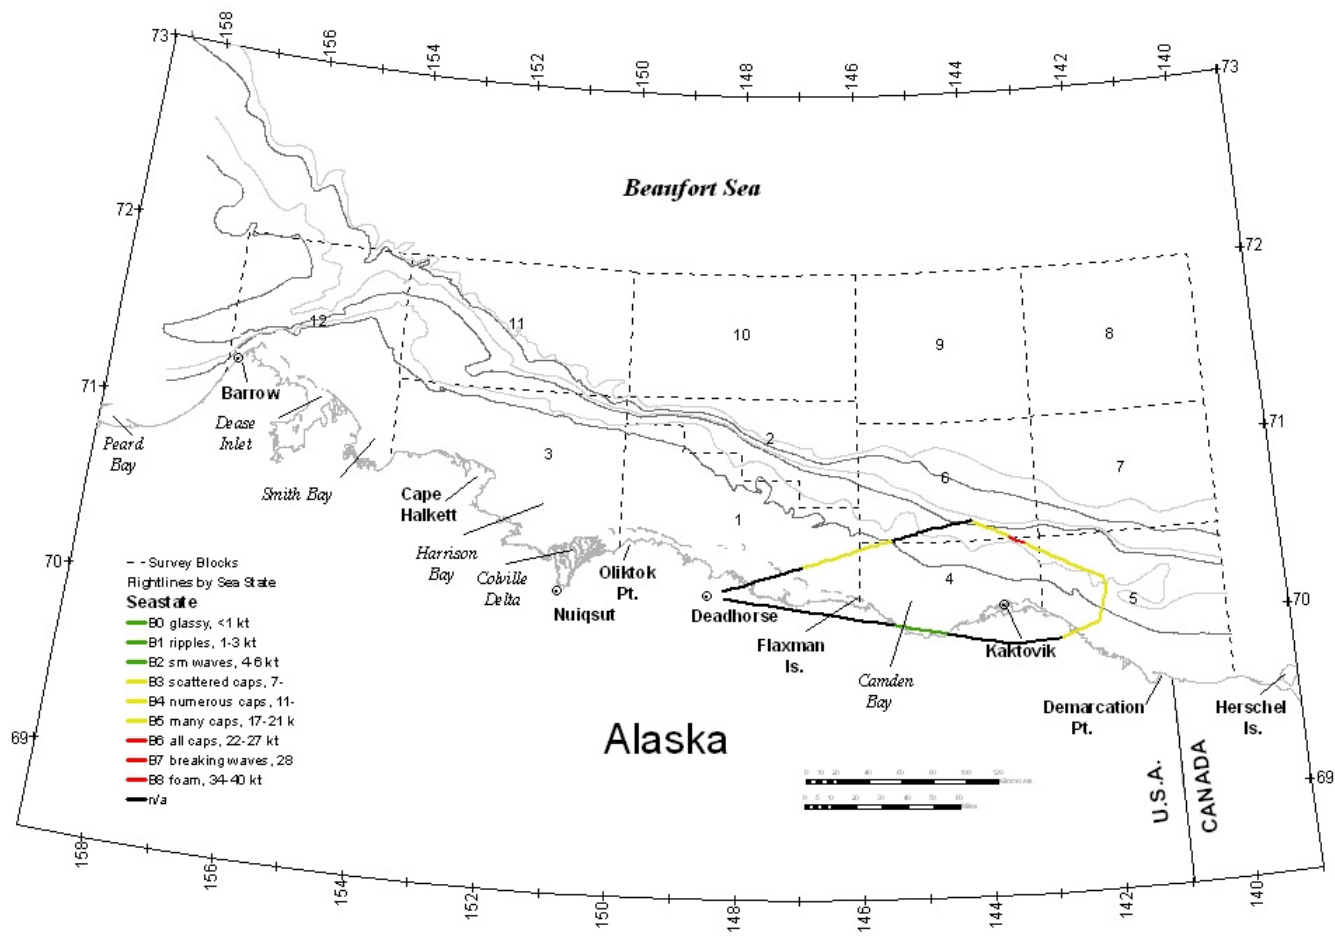 158
156
154
152
150
148
146
144
142
140
73
73
Beaufort Sea
72
72
12
11
10
9
8
71
71
Barrow
Dease
Inlet
Peard
Bay
Smith Bay
3
2
6
7
Cape
Halkett
1
Harrison
Bay
Colville
Delta
Oliktok
Pt.
4
5
70
70
Nuiqsut
Deadhorse
Flaxman
Is.
Kaktovik
Camden
Bay
Demarcation
Pt.
Herschel
Is.
Survey Blocks
Flightlines by Sea State
Seastate
B0 glassy, <1 kt
B1 ripples, 1-3 kt
B2 sm waves, 4-6 kt
B3 scattered caps, 7-
B4 numerous caps, 11-
B5 many caps, 17-21 k
B6 all caps, 22-27 kt
B7 breaking waves, 28
B8 foam, 34-40 kt
n/a
Alaska
U.S.A.
CANADA
69
69
158
156
154
152
150
148
146
144
142
140